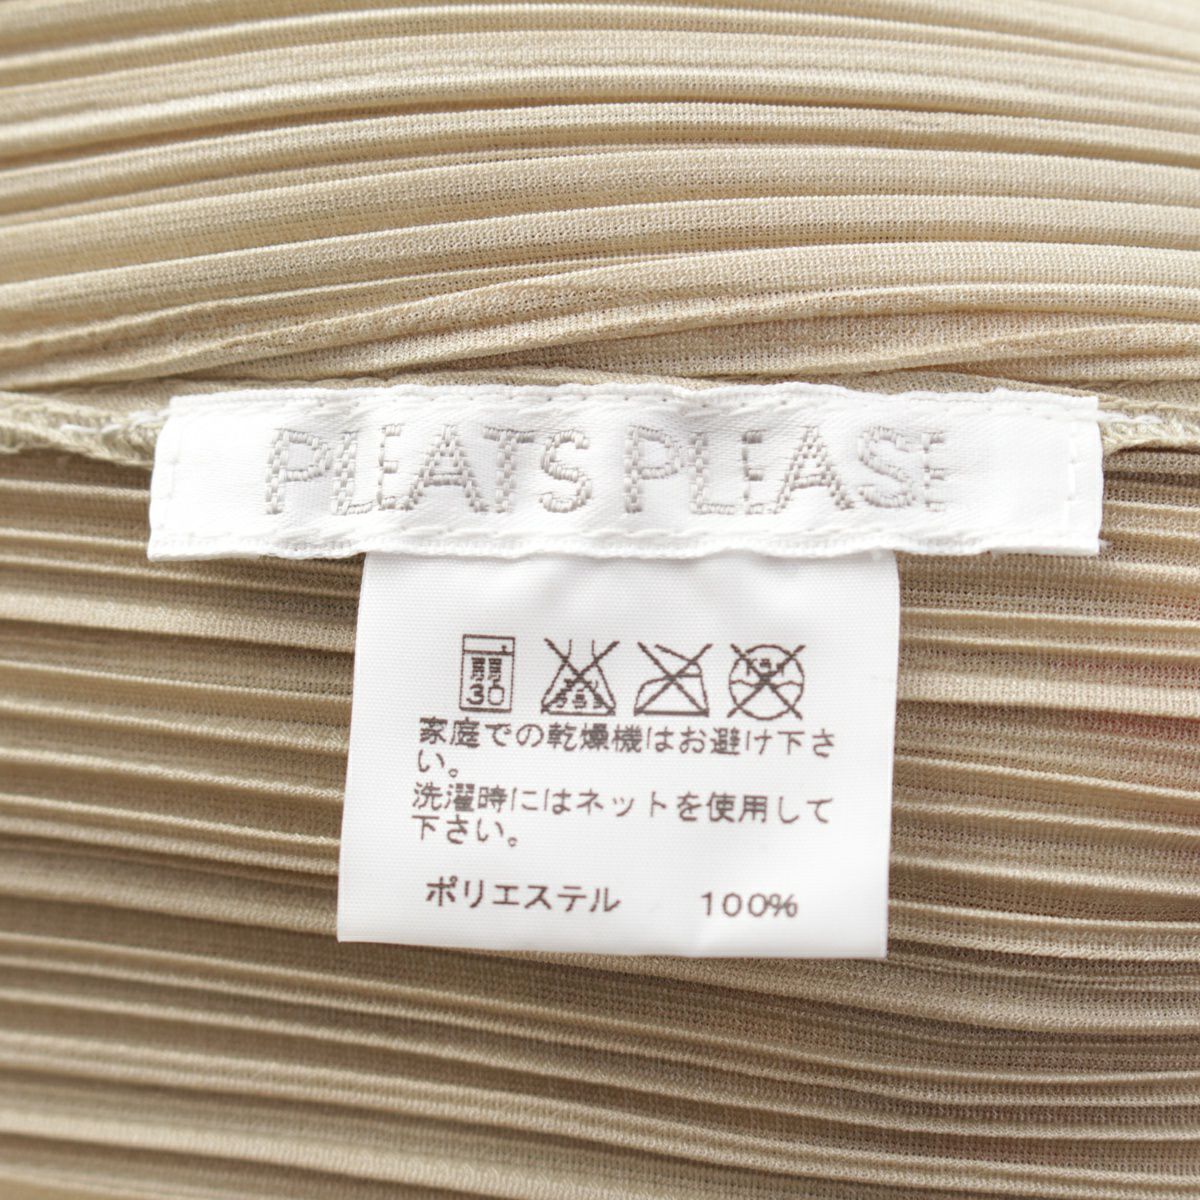 PLEATS PLEASE
弱 30
家庭での乾燥機はお避け下さ
い。
洗濯時にはネットを使用して
下さい。
ポリエステル 100%